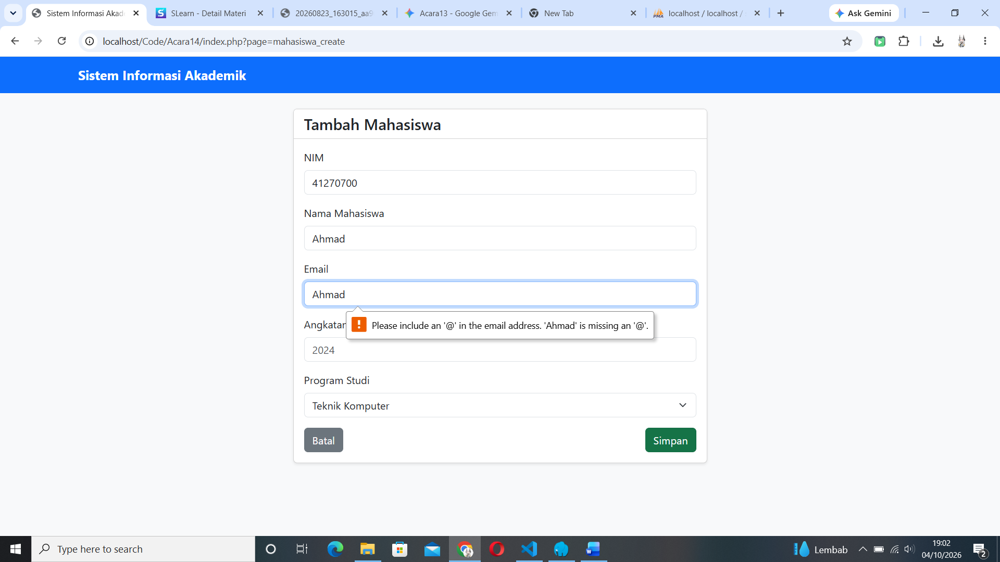 Sistem Informasi Akad
SLearn - Detail Materi
20260823_163015_aa9
Acara13 - Google Gem
New Tab
localhost / localhost /
Ask Gemini
localhost/Code/Acara14/index.php?page=mahasiswa_create
Sistem Informasi Akademik
Tambah Mahasiswa
NIM
41270700
Nama Mahasiswa
Ahmad
Email
Ahmad
Please include an '@' in the email address. 'Ahmad' is missing an '@'.
Angkatan
2024
Program Studi
Teknik Komputer
Batal
Simpan
Type here to search
Lembab
19:02
04/10/2026
2